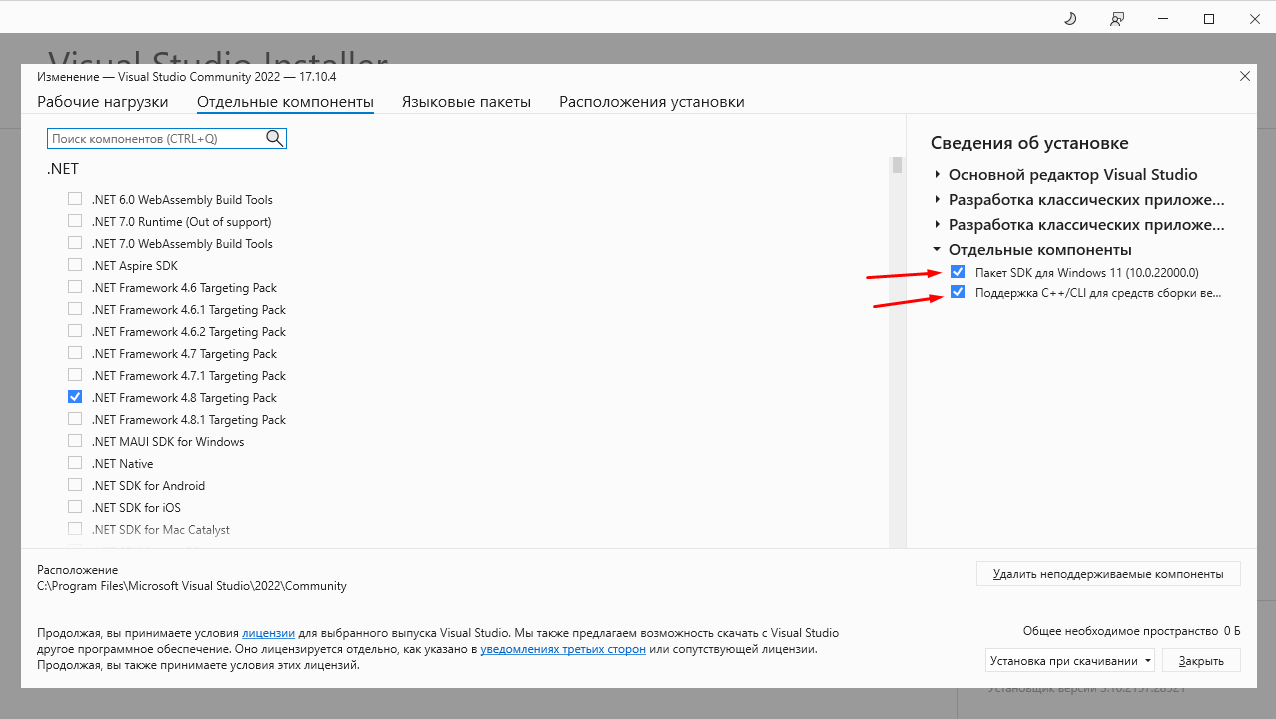 Visual Studio Installer
Изменение — Visual Studio Community 2022 — 17.10.4
Рабочие нагрузки Отдельные компоненты Языковые пакеты Расположения установки
Поиск компонентов (CTRL+Q)
.NET
.NET 6.0 WebAssembly Build Tools
.NET 7.0 Runtime (Out of support)
.NET 7.0 WebAssembly Build Tools
.NET Aspire SDK
.NET Framework 4.6 Targeting Pack
.NET Framework 4.6.1 Targeting Pack
.NET Framework 4.6.2 Targeting Pack
.NET Framework 4.7 Targeting Pack
.NET Framework 4.7.1 Targeting Pack
.NET Framework 4.8 Targeting Pack
.NET Framework 4.8.1 Targeting Pack
.NET MAUI SDK for Windows
.NET Native
.NET SDK for Android
.NET SDK for iOS
.NET SDK for Mac Catalyst
Сведения об установке
Основной редактор Visual Studio
Разработка классических приложе...
Разработка классических приложе...
Отдельные компоненты
Пакет SDK для Windows 11 (10.0.22000.0)
Поддержка C++/CLI для средств сборки ве...
Расположение
C:\Program Files\Microsoft Visual Studio\2022\Community
Удалить неподдерживаемые компоненты
Продолжая, вы принимаете условия лицензии для выбранного выпуска Visual Studio. Мы также предлагаем возможность скачать с Visual Studio
другое программное обеспечение. Оно лицензируется отдельно, как указано в уведомлениях третьих сторон или сопутствующей лицензии.
Продолжая, вы также принимаете условия этих лицензий.
Общее необходимое пространство 0 Б
Установка при скачивании Закрыть
Установщик версии